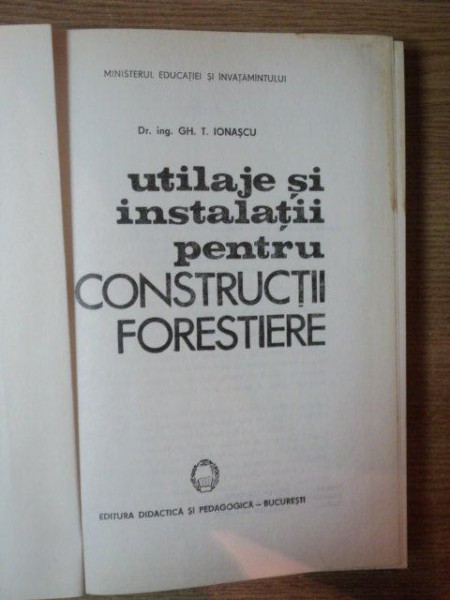 MINISTERUL EDUCAȚIEI ȘI ÎNVĂȚĂMÎNTULUI
Dr. ing. GH. T. IONAȘCU
utilaje și
instalații
pentru
CONSTRUCȚII
FORESTIERE
EDITURA DIDACTICĂ ȘI PEDAGOGICĂ – BUCUREȘTI